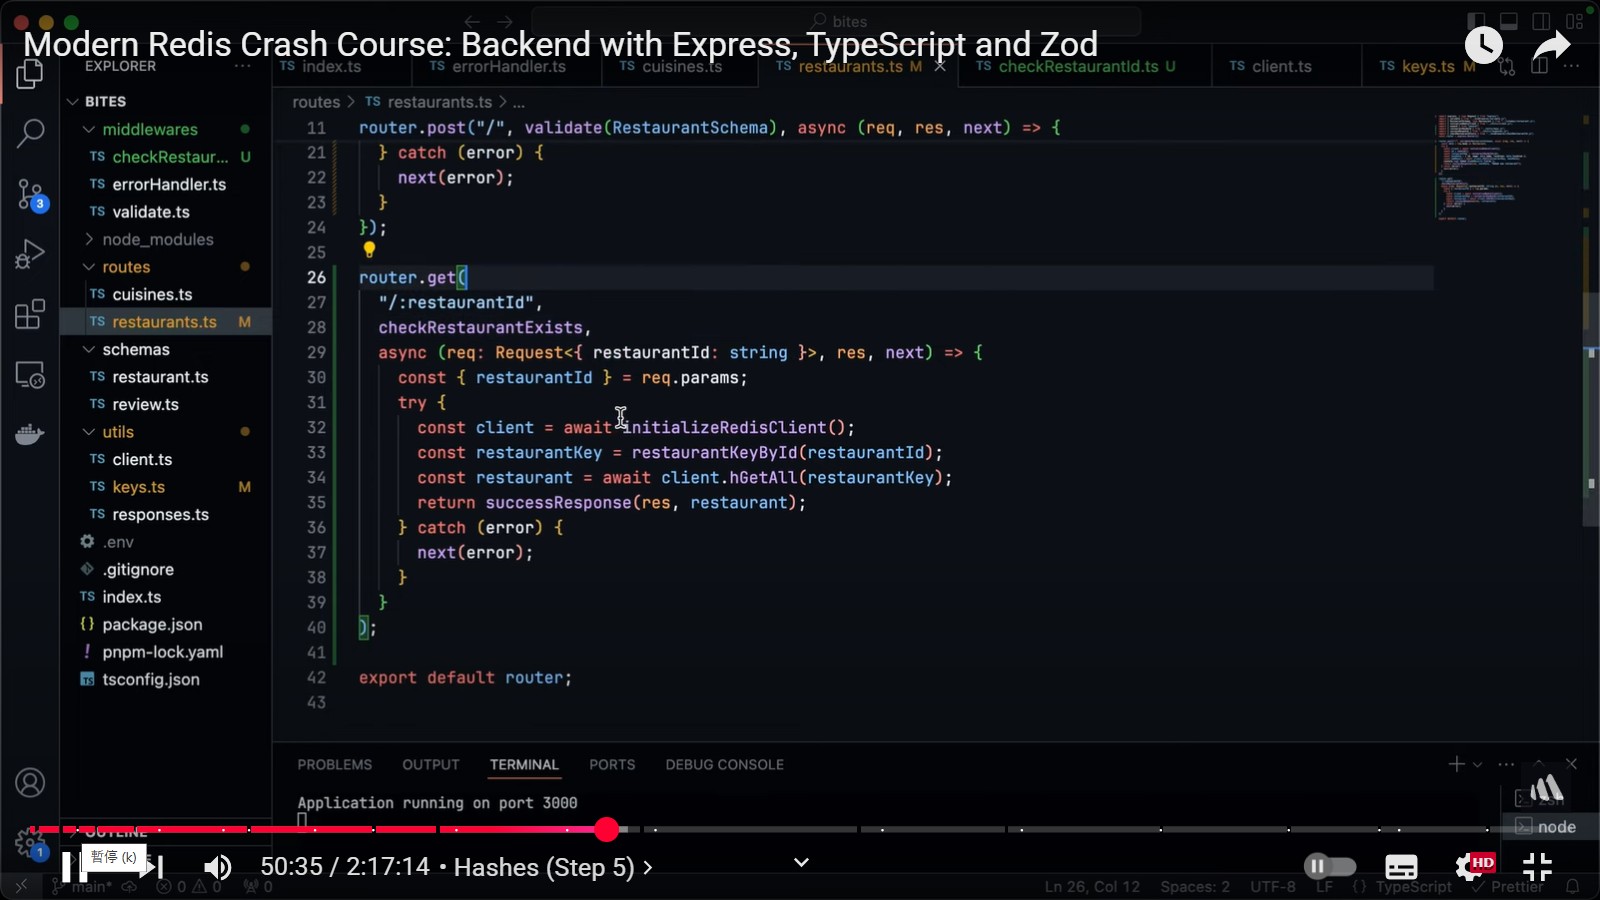 bites
Modern Redis Crash Course: Backend with Express, TypeScript and Zod
EXPLORER
TS index.ts
TS errorHandler.ts
TS cuisines.ts
TS restaurants.ts M
TS checkRestaurantId.ts U
TS client.ts
TS keys.ts M
routes > TS restaurants.ts > ...
BITES
middlewares
TS checkRestaur... U
TS errorHandler.ts
TS validate.ts
node_modules
routes
TS cuisines.ts
TS restaurants.ts M
schemas
TS restaurant.ts
TS review.ts
utils
TS client.ts
TS keys.ts M
TS responses.ts
.env
.gitignore
TS index.ts
{} package.json
! pnpm-lock.yaml
TS tsconfig.json
OUTLINE
3
1
11 router.post("/", validate(RestaurantSchema), async (req, res, next) => {
21 } catch (error) {
22 next(error);
23 }
24 });
25
26 router.get(
27 "/:restaurantId",
28 checkRestaurantExists,
29 async (req: Request<{ restaurantId: string }>, res, next) => {
30 const { restaurantId } = req.params;
31 try {
32 const client = await initializeRedisClient();
33 const restaurantKey = restaurantKeyById(restaurantId);
34 const restaurant = await client.hGetAll(restaurantKey);
35 return successResponse(res, restaurant);
36 } catch (error) {
37 next(error);
38 }
39 }
40 );
41
42 export default router;
43
PROBLEMS
OUTPUT
TERMINAL
PORTS
DEBUG CONSOLE
Application running on port 3000
zsh
node
暂停 (k)
50:35 / 2:17:14 • Hashes (Step 5) >
HD
main*
0
0
0
Ln 26, Col 12
Spaces: 2
UTF-8
LF
{} TypeScript
Prettier